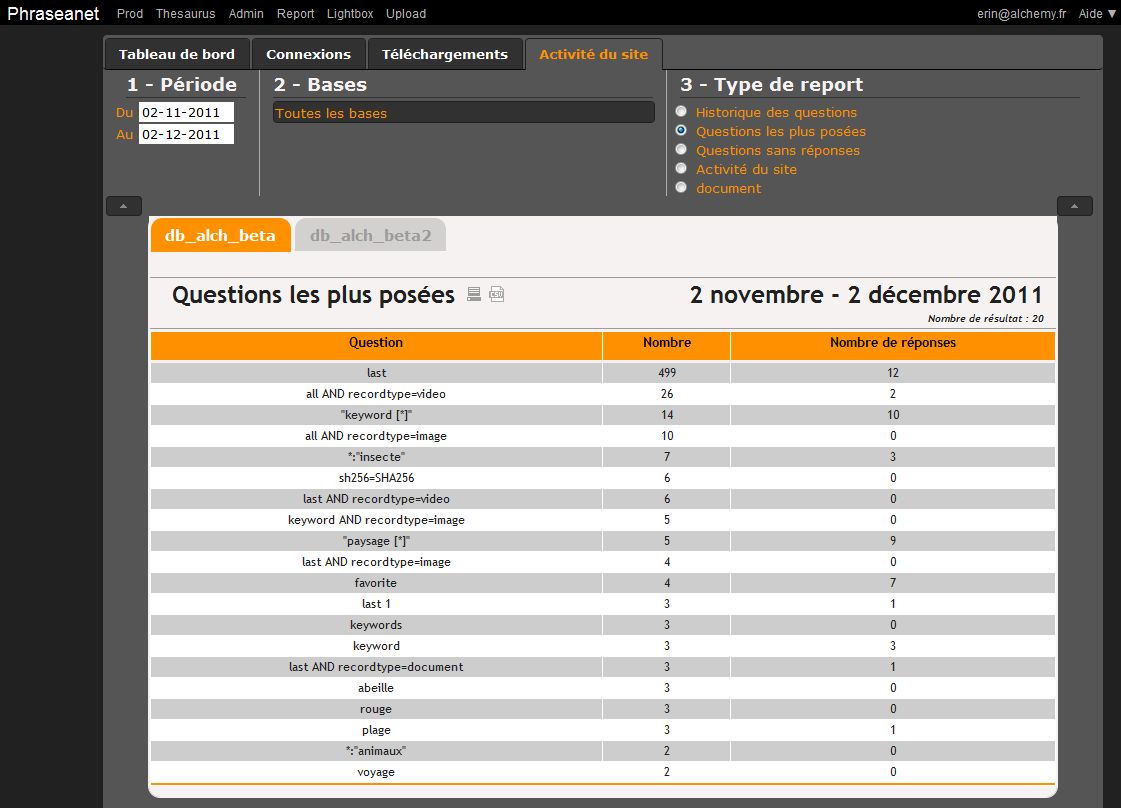 Phraseanet Prod Thesaurus Admin Report Lightbox Upload erin@alchemy.fr Aide ▼
Tableau de bord Connexions Téléchargements Activité du site
1 - Période
Du 02-11-2011
Au 02-12-2011
2 - Bases
Toutes les bases
3 - Type de report
Historique des questions
Questions les plus posées
Questions sans réponses
Activité du site
document
db_alch_beta db_alch_beta2
Questions les plus posées CSV 2 novembre - 2 décembre 2011
Nombre de résultat : 20
Question Nombre Nombre de réponses
last 499 12
all AND recordtype=video 26 2
"keyword [*]" 14 10
all AND recordtype=image 10 0
*:"insecte" 7 3
sh256=SHA256 6 0
last AND recordtype=video 6 0
keyword AND recordtype=image 5 0
"paysage [*]" 5 9
last AND recordtype=image 4 0
favorite 4 7
last 1 3 1
keywords 3 0
keyword 3 3
last AND recordtype=document 3 1
abeille 3 0
rouge 3 0
plage 3 1
*:"animaux" 2 0
voyage 2 0